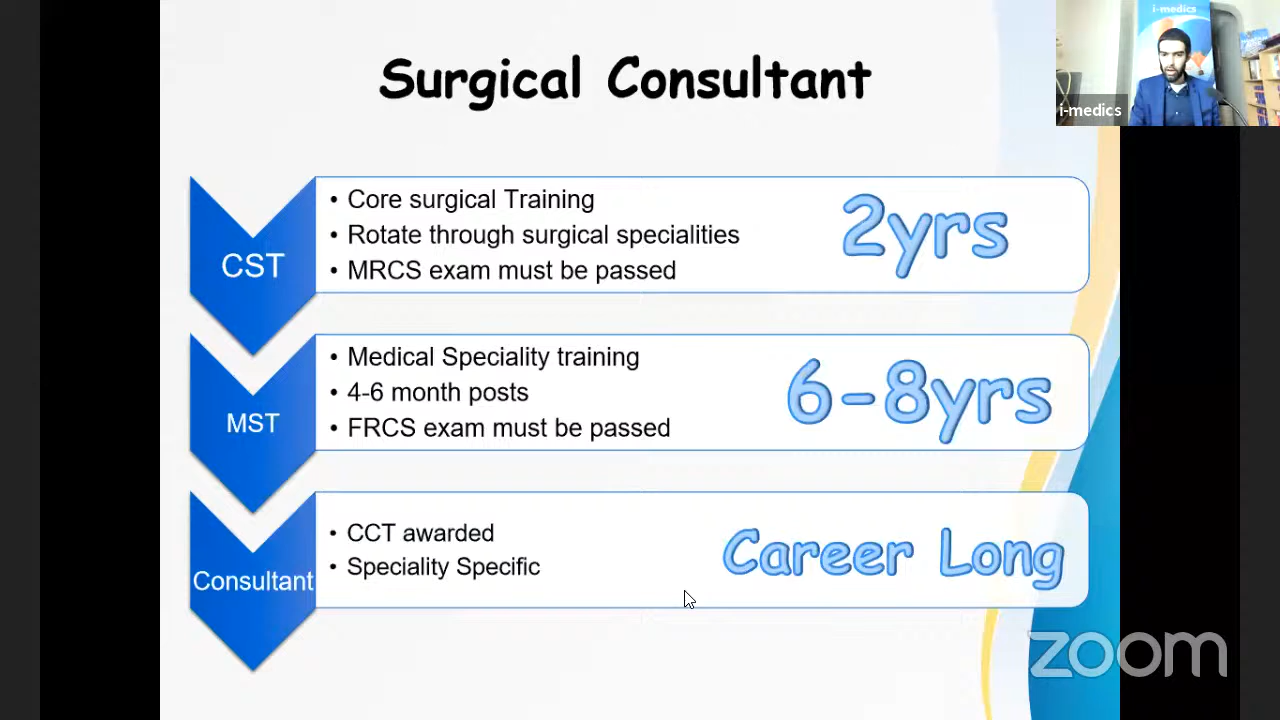 Surgical Consultant
i-medics
i-medics
CST
• Core surgical Training
• Rotate through surgical specialities
• MRCS exam must be passed
2yrs
MST
• Medical Speciality training
• 4-6 month posts
• FRCS exam must be passed
6-8yrs
Consultant
• CCT awarded
• Speciality Specific
Career Long
zoom